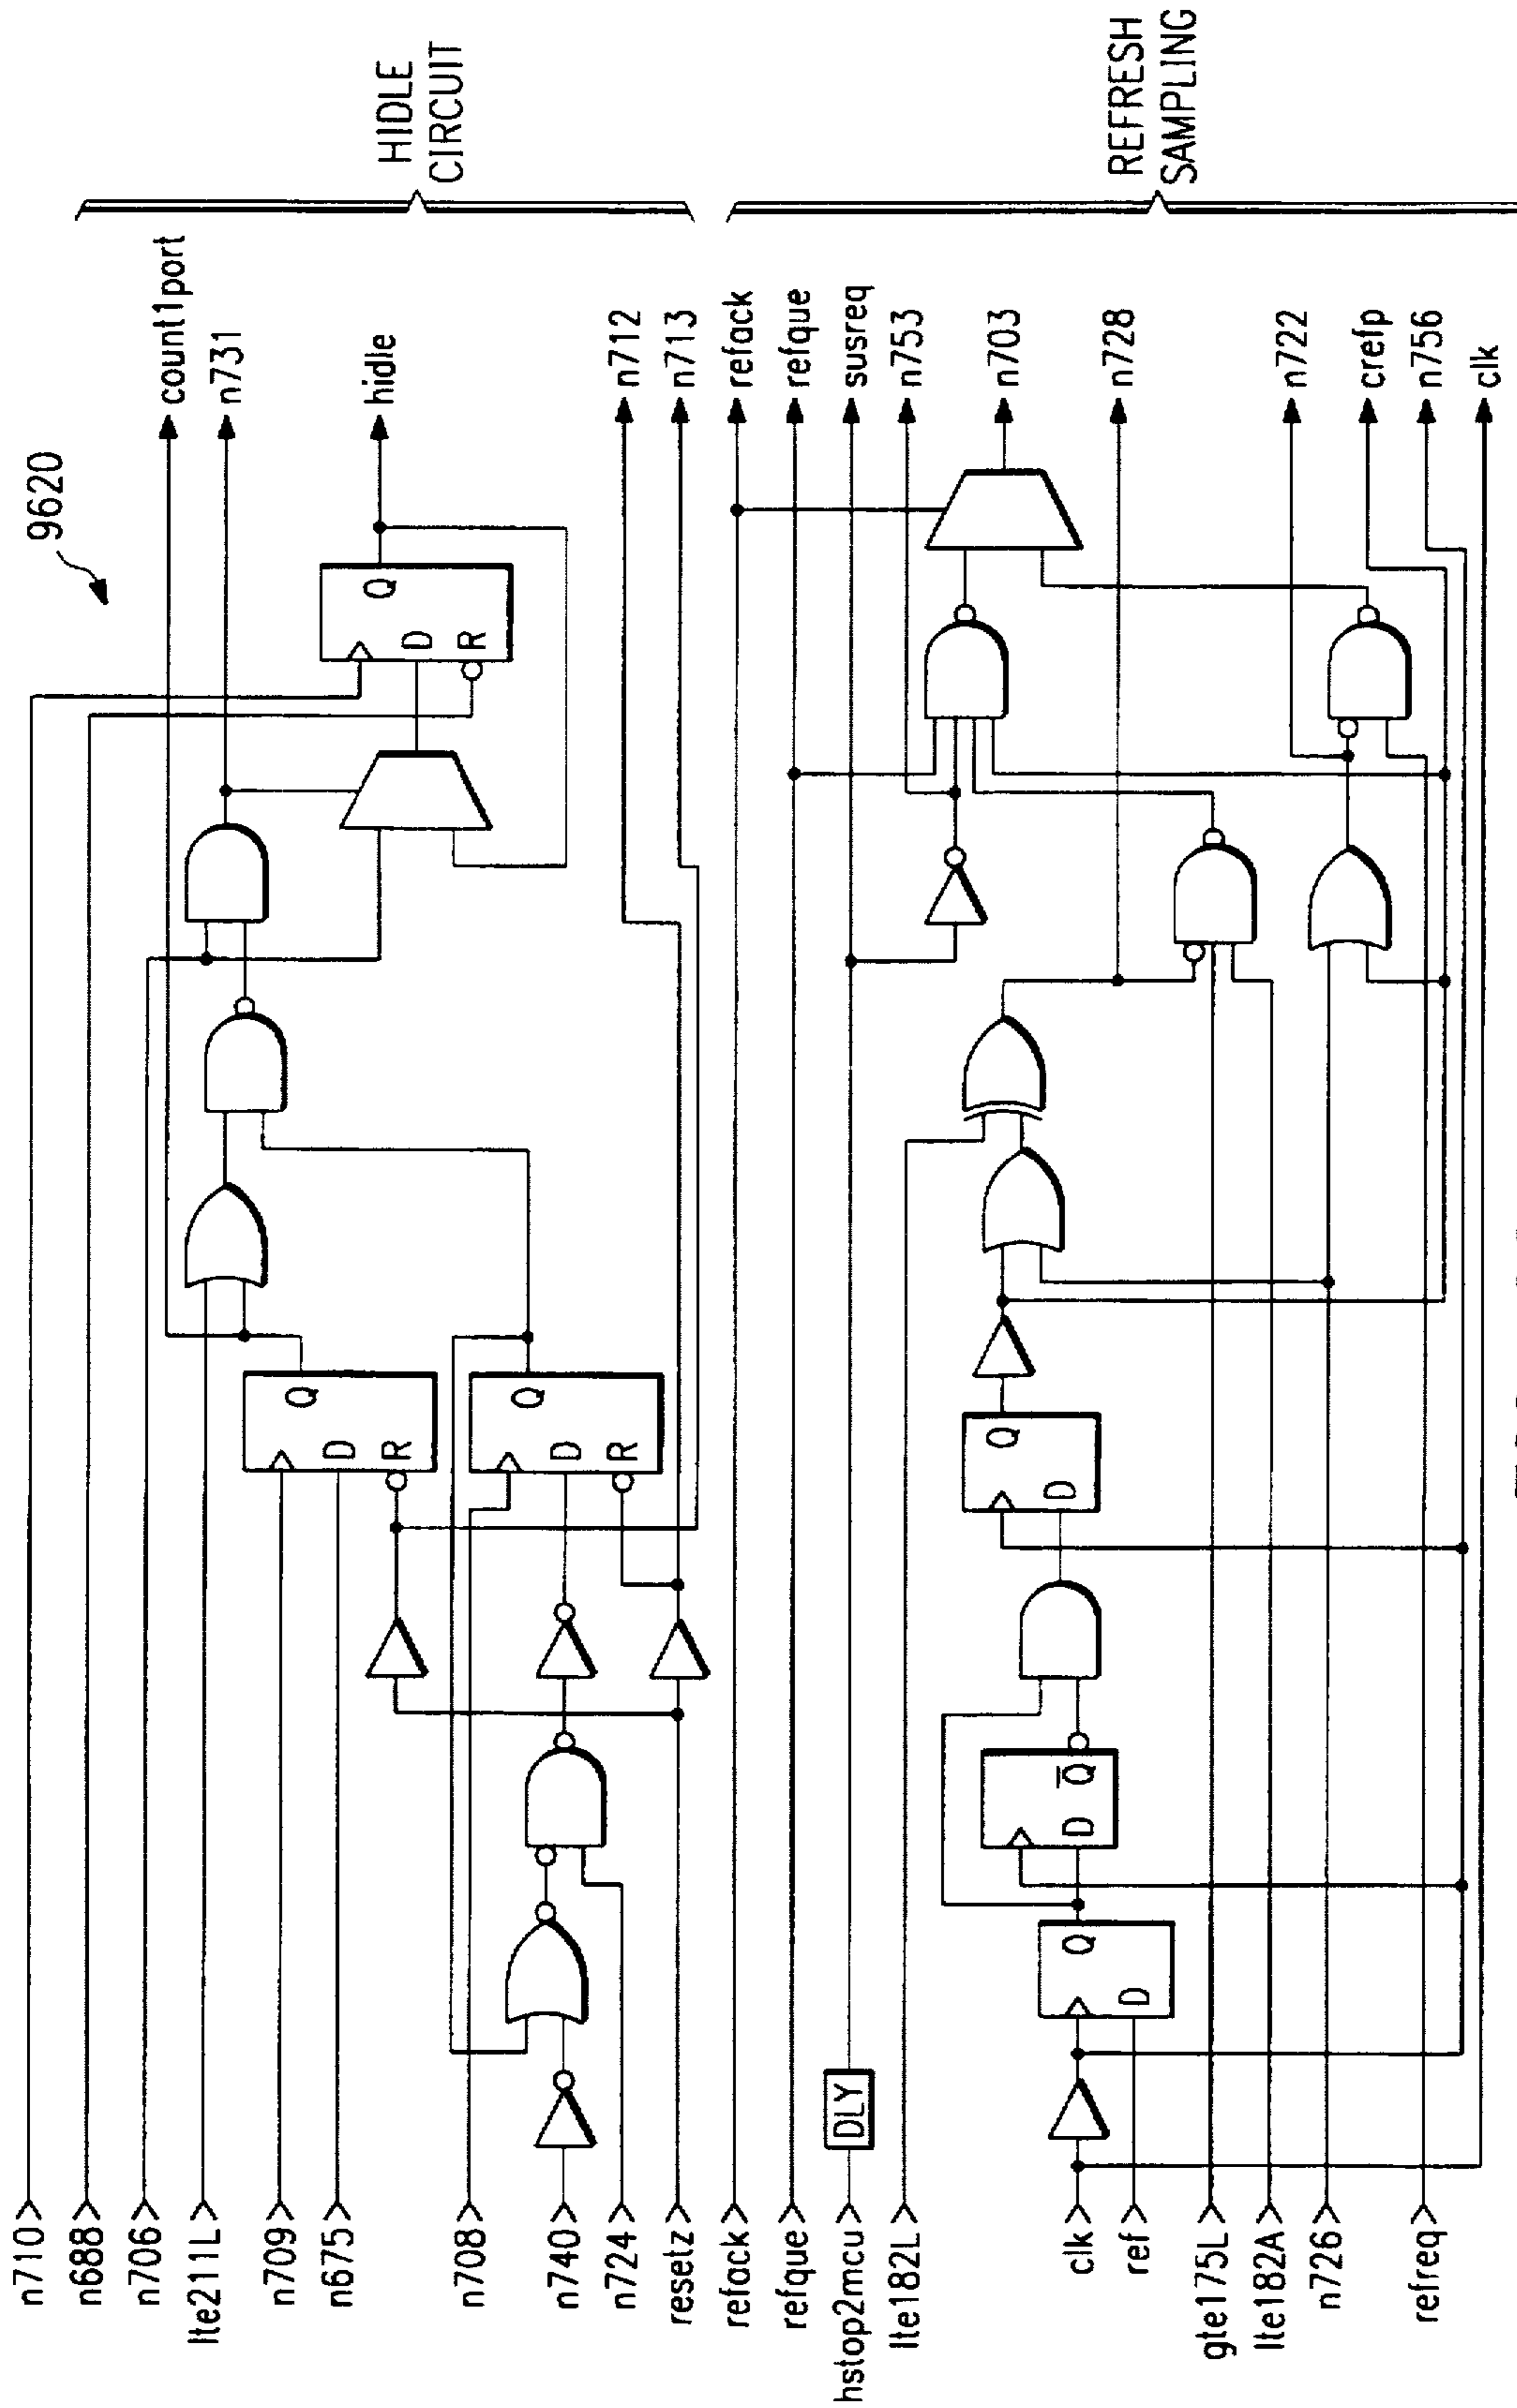 9620
HIDLE
CIRCUIT
REFRESH
SAMPLING
n710
n688
n706
lte211L
n709
n675
n708
n740
n724
resetz
refack
refque
hstop2mcu
lte182L
clk
ref
gte175L
lte182A
n726
refreq
DLY
Q
D
R
Q
D
R
Q
D
R
Q
D
Q
D
Q
D
count1port
n731
hidle
n712
n713
refack
refque
susreq
n753
n703
n728
n722
crefp
n756
clk